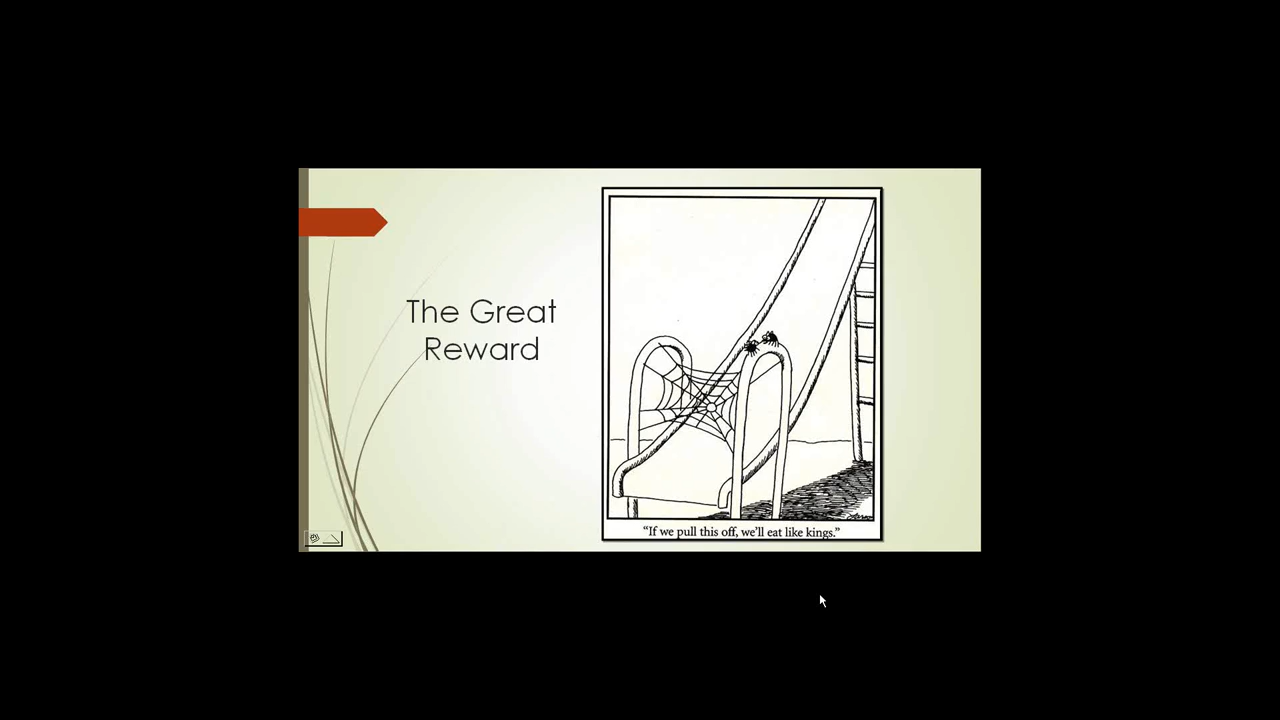 The Great
Reward
“If we pull this off, we’ll eat like kings.”